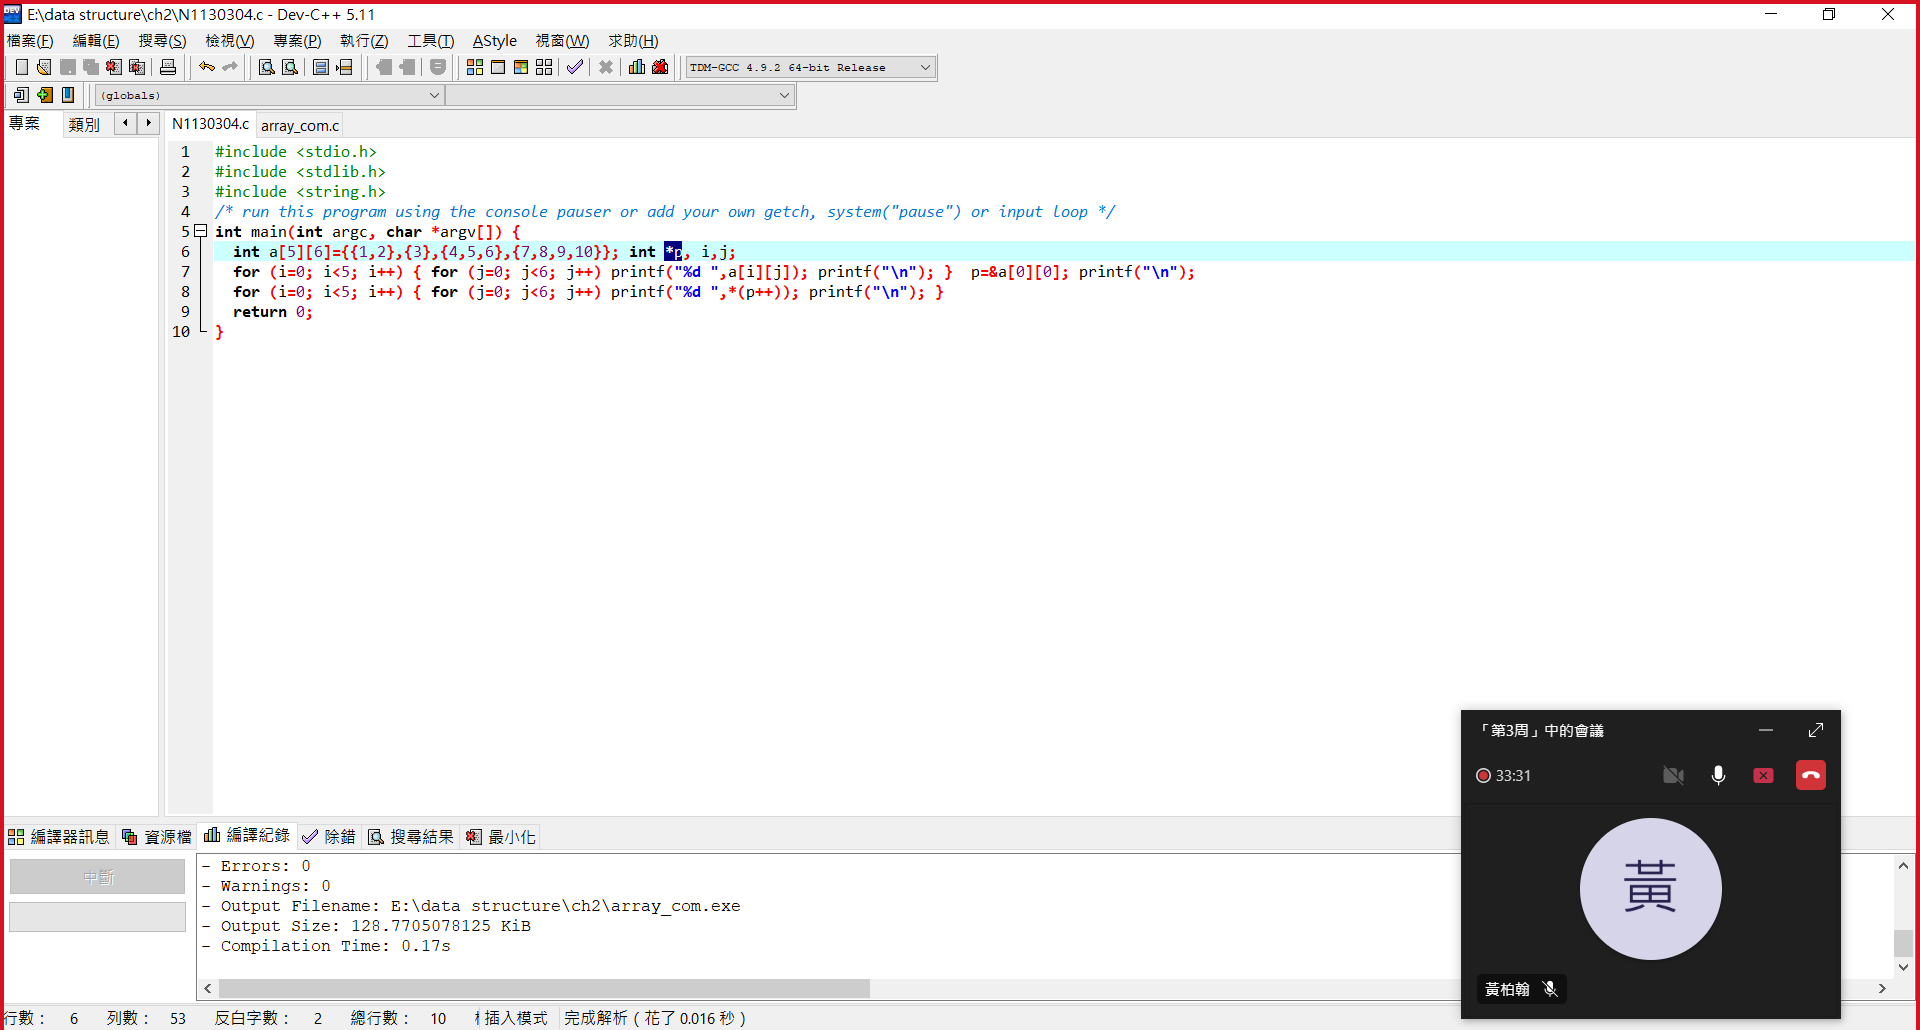 E:\data structure\ch2\N1130304.c - Dev-C++ 5.11
檔案(F) 編輯(E) 搜尋(S) 檢視(V) 專案(P) 執行(Z) 工具(T) AStyle 視窗(W) 求助(H)
TDM-GCC 4.9.2 64-bit Release
(globals)
專案 類別 N1130304.c array_com.c
1 #include <stdio.h>
2 #include <stdlib.h>
3 #include <string.h>
4 /* run this program using the console pauser or add your own getch, system("pause") or input loop */
5 int main(int argc, char *argv[]) {
6 int a[5][6]={{1,2},{3},{4,5,6},{7,8,9,10}}; int *p, i,j;
7 for (i=0; i<5; i++) { for (j=0; j<6; j++) printf("%d ",a[i][j]); printf("\n"); }  p=&a[0][0]; printf("\n");
8 for (i=0; i<5; i++) { for (j=0; j<6; j++) printf("%d ",*(p++)); printf("\n"); }
9 return 0;
10 }
「第3周」中的會議
33:31
黃
黃柏翰
編譯器訊息 資源檔 編譯紀錄 除錯 搜尋結果 最小化
中斷
- Errors: 0
- Warnings: 0
- Output Filename: E:\data structure\ch2\array_com.exe
- Output Size: 128.7705078125 KiB
- Compilation Time: 0.17s
行數： 6 列數： 53 反白字數： 2 總行數： 10 插入模式 完成解析 ( 花了 0.016 秒 )